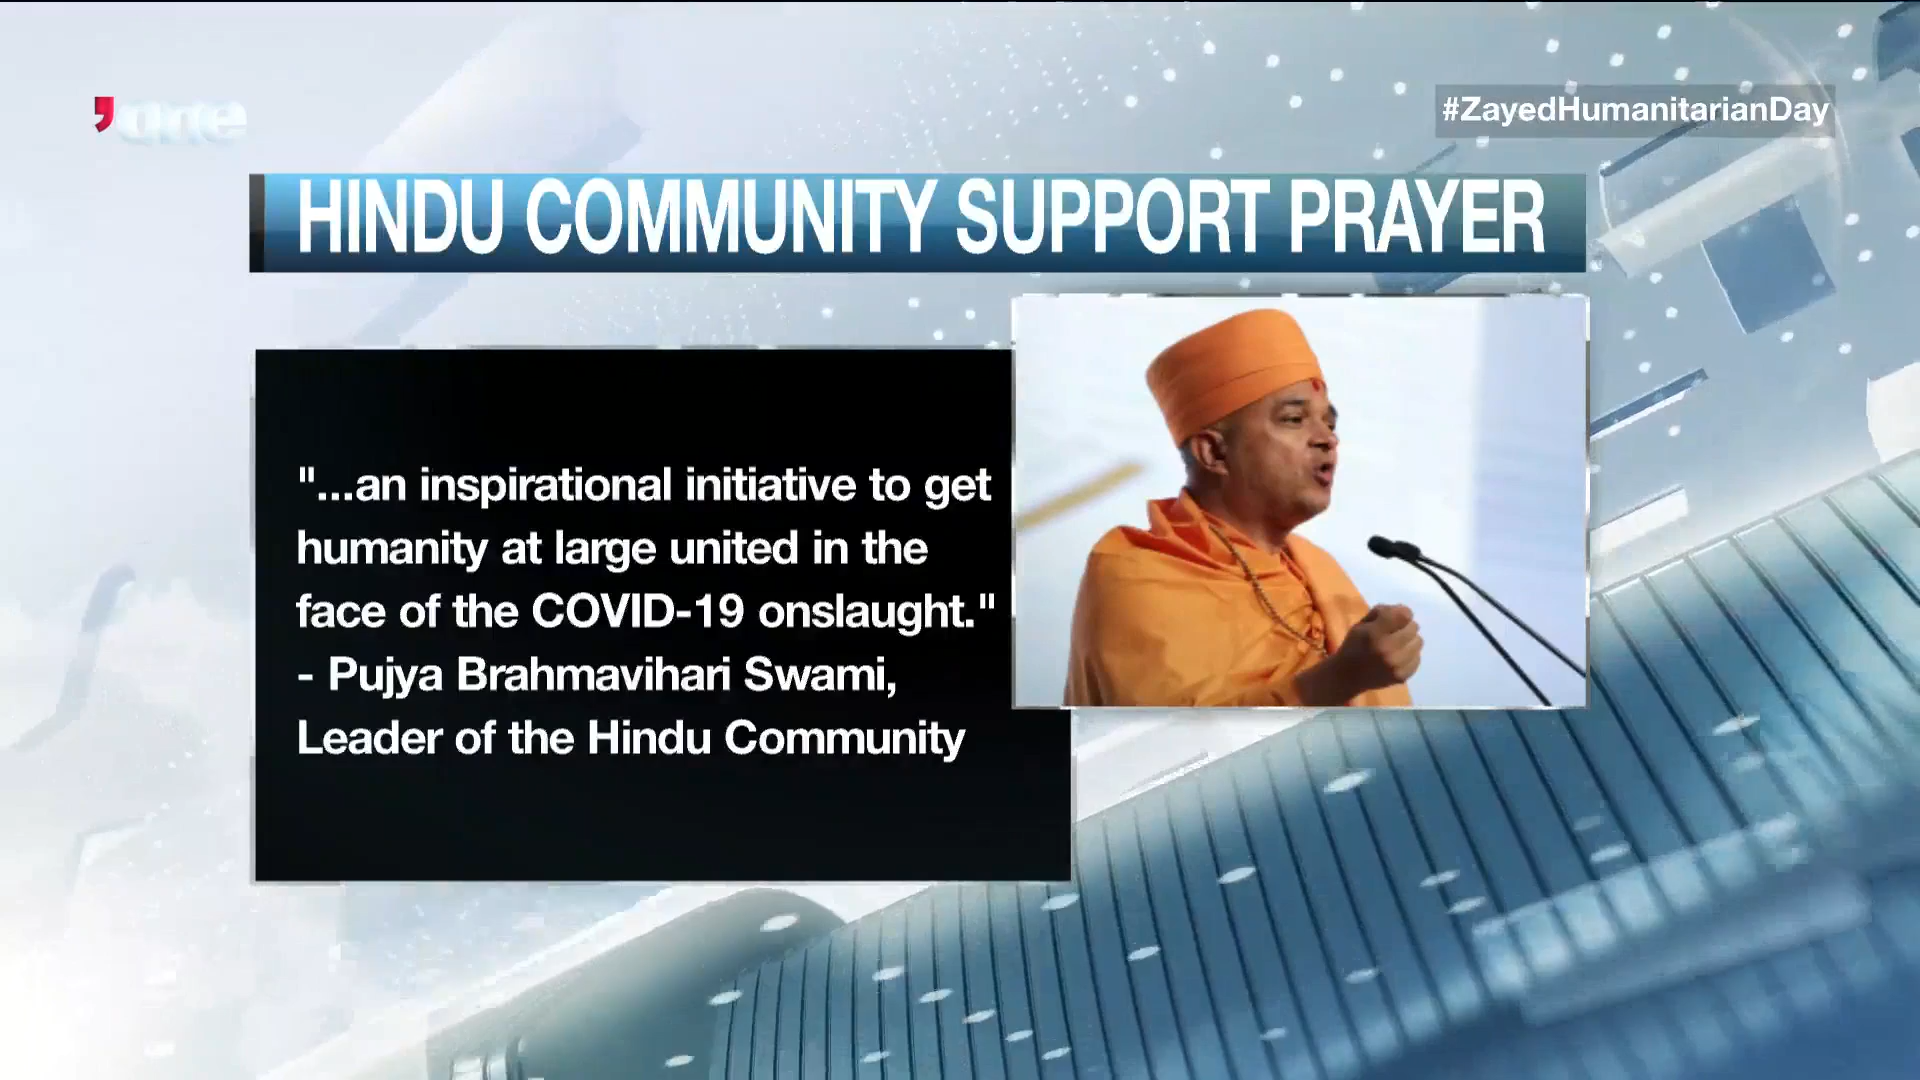 'one
#ZayedHumanitarianDay
HINDU COMMUNITY SUPPORT PRAYER
"...an inspirational initiative to get
humanity at large united in the
face of the COVID-19 onslaught."
- Pujya Brahmavihari Swami,
Leader of the Hindu Community